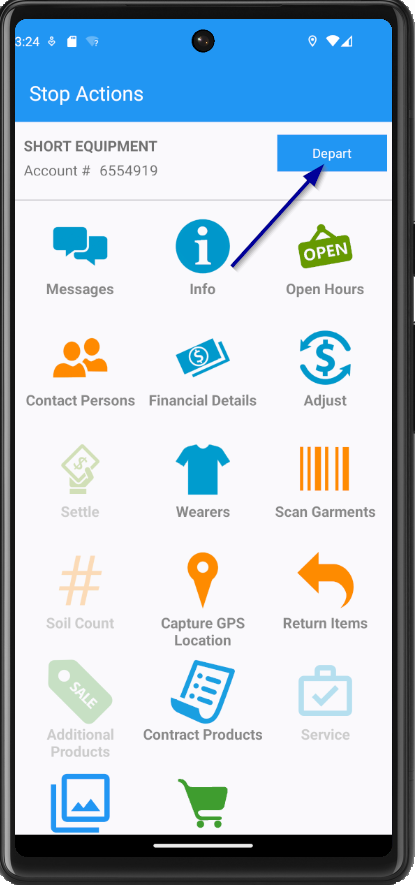 3:24
Stop Actions
SHORT EQUIPMENT
Account # 6554919
Depart
Messages
Info
OPEN
Open Hours
Contact Persons
Financial Details
Adjust
Settle
Wearers
Scan Garments
Soil Count
Capture GPS
Location
Return Items
SALE
Additional
Products
Contract Products
Service